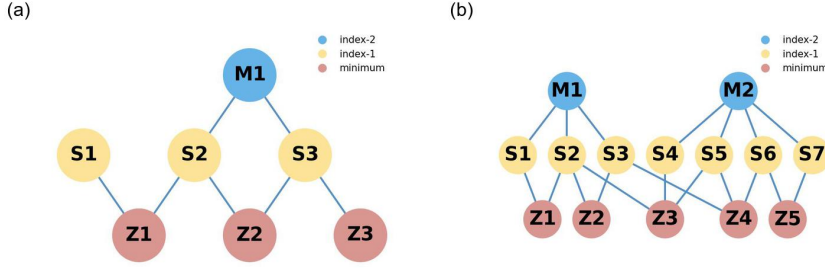 (a)
index-2
index-1
minimum
M1
S1 S2 S3
Z1 Z2 Z3
(b)
index-2
index-1
minimum
M1 M2
S1 S2 S3 S4 S5 S6 S7
Z1 Z2 Z3 Z4 Z5